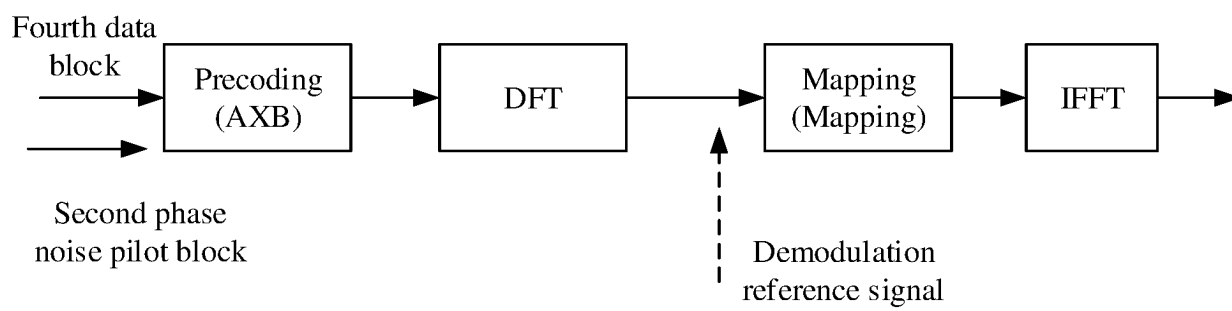 Fourth data
block
Precoding
(AXB)
DFT
Mapping
(Mapping)
IFFT
Second phase
noise pilot block
Demodulation
reference signal